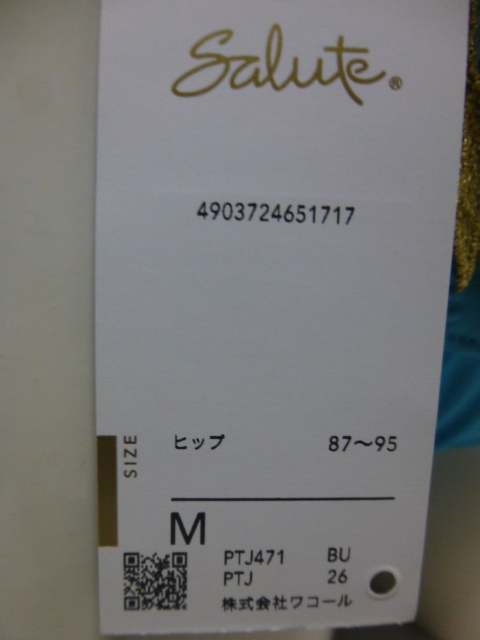 Salute®
4903724651717
SIZE
ヒップ 87〜95
M
PTJ471 BU
PTJ 26
株式会社ワコール